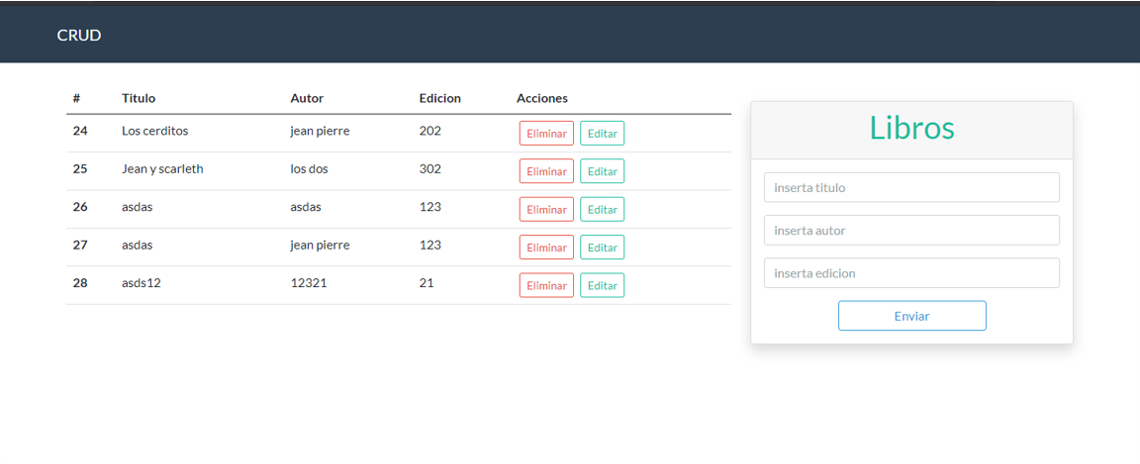 CRUD
# Titulo Autor Edicion Acciones
24 Los cerditos jean pierre 202 Eliminar Editar
25 Jean y scarleth los dos 302 Eliminar Editar
26 asdas asdas 123 Eliminar Editar
27 asdas jean pierre 123 Eliminar Editar
28 asds12 12321 21 Eliminar Editar
Libros
inserta titulo
inserta autor
inserta edicion
Enviar